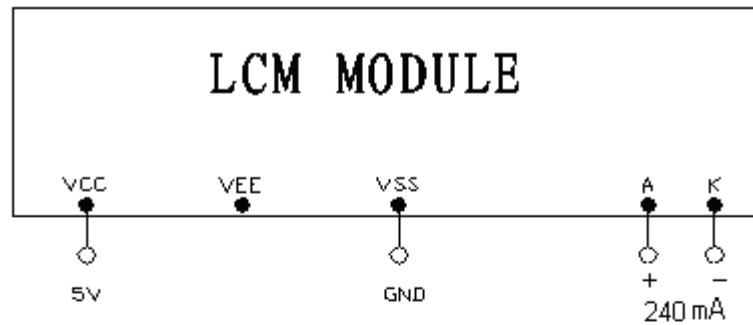 LCM MODULE
VCC VEE VSS A K
+ −
5V GND 240 mA